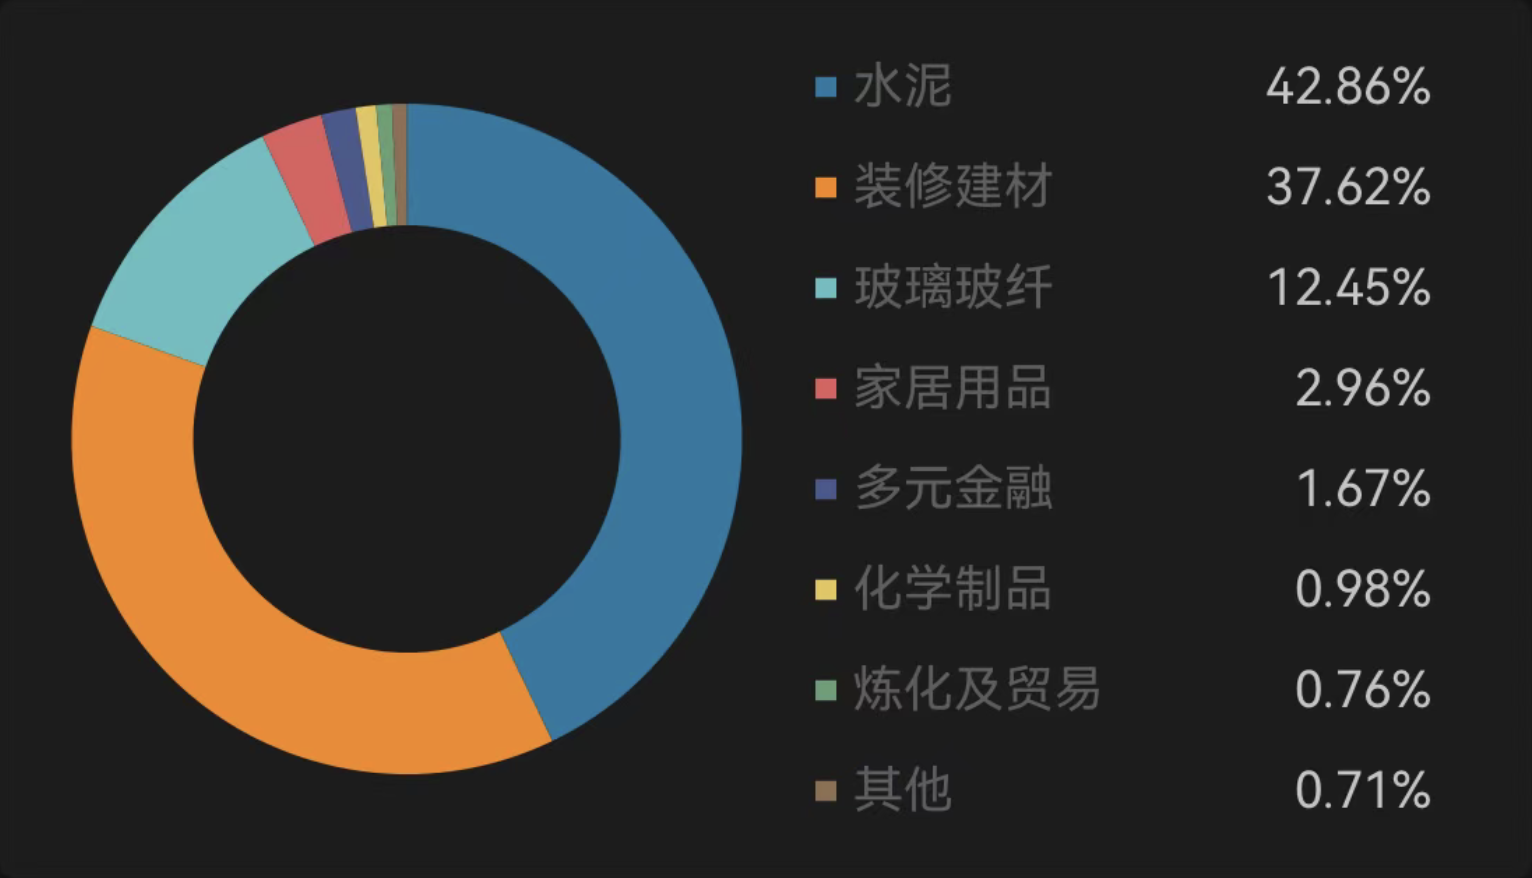 水泥 42.86%
装修建材 37.62%
玻璃玻纤 12.45%
家居用品 2.96%
多元金融 1.67%
化学制品 0.98%
炼化及贸易 0.76%
其他 0.71%